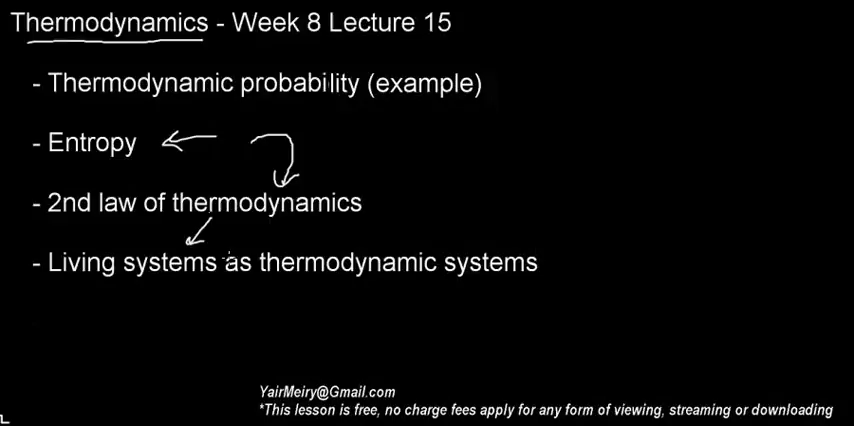 Thermodynamics - Week 8 Lecture 15
- Thermodynamic probability (example)
- Entropy
- 2nd law of thermodynamics
- Living systems as thermodynamic systems
YairMeiry@Gmail.com
*This lesson is free, no charge fees apply for any form of viewing, streaming or downloading